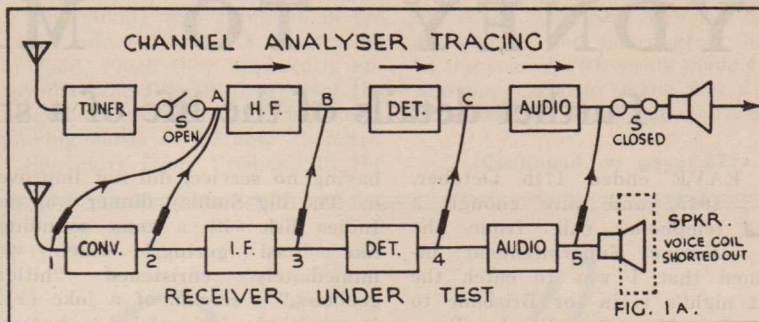 CHANNEL ANALYSER TRACING
TUNER S OPEN A H.F. B DET. C AUDIO S CLOSED
1 CONV. 2 I.F. 3 DET. 4 AUDIO 5
SPKR.
VOICE COIL
SHORTED OUT
RECEIVER UNDER TEST
FIG. 1A.